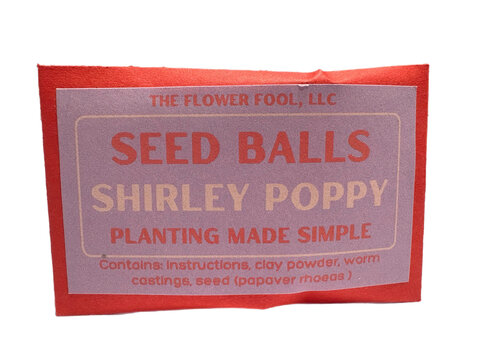 THE FLOWER FOOL, LLC
SEED BALLS
SHIRLEY POPPY
PLANTING MADE SIMPLE
Contains: Instructions, clay powder, worm
castings, seed (papaver rhoeas )